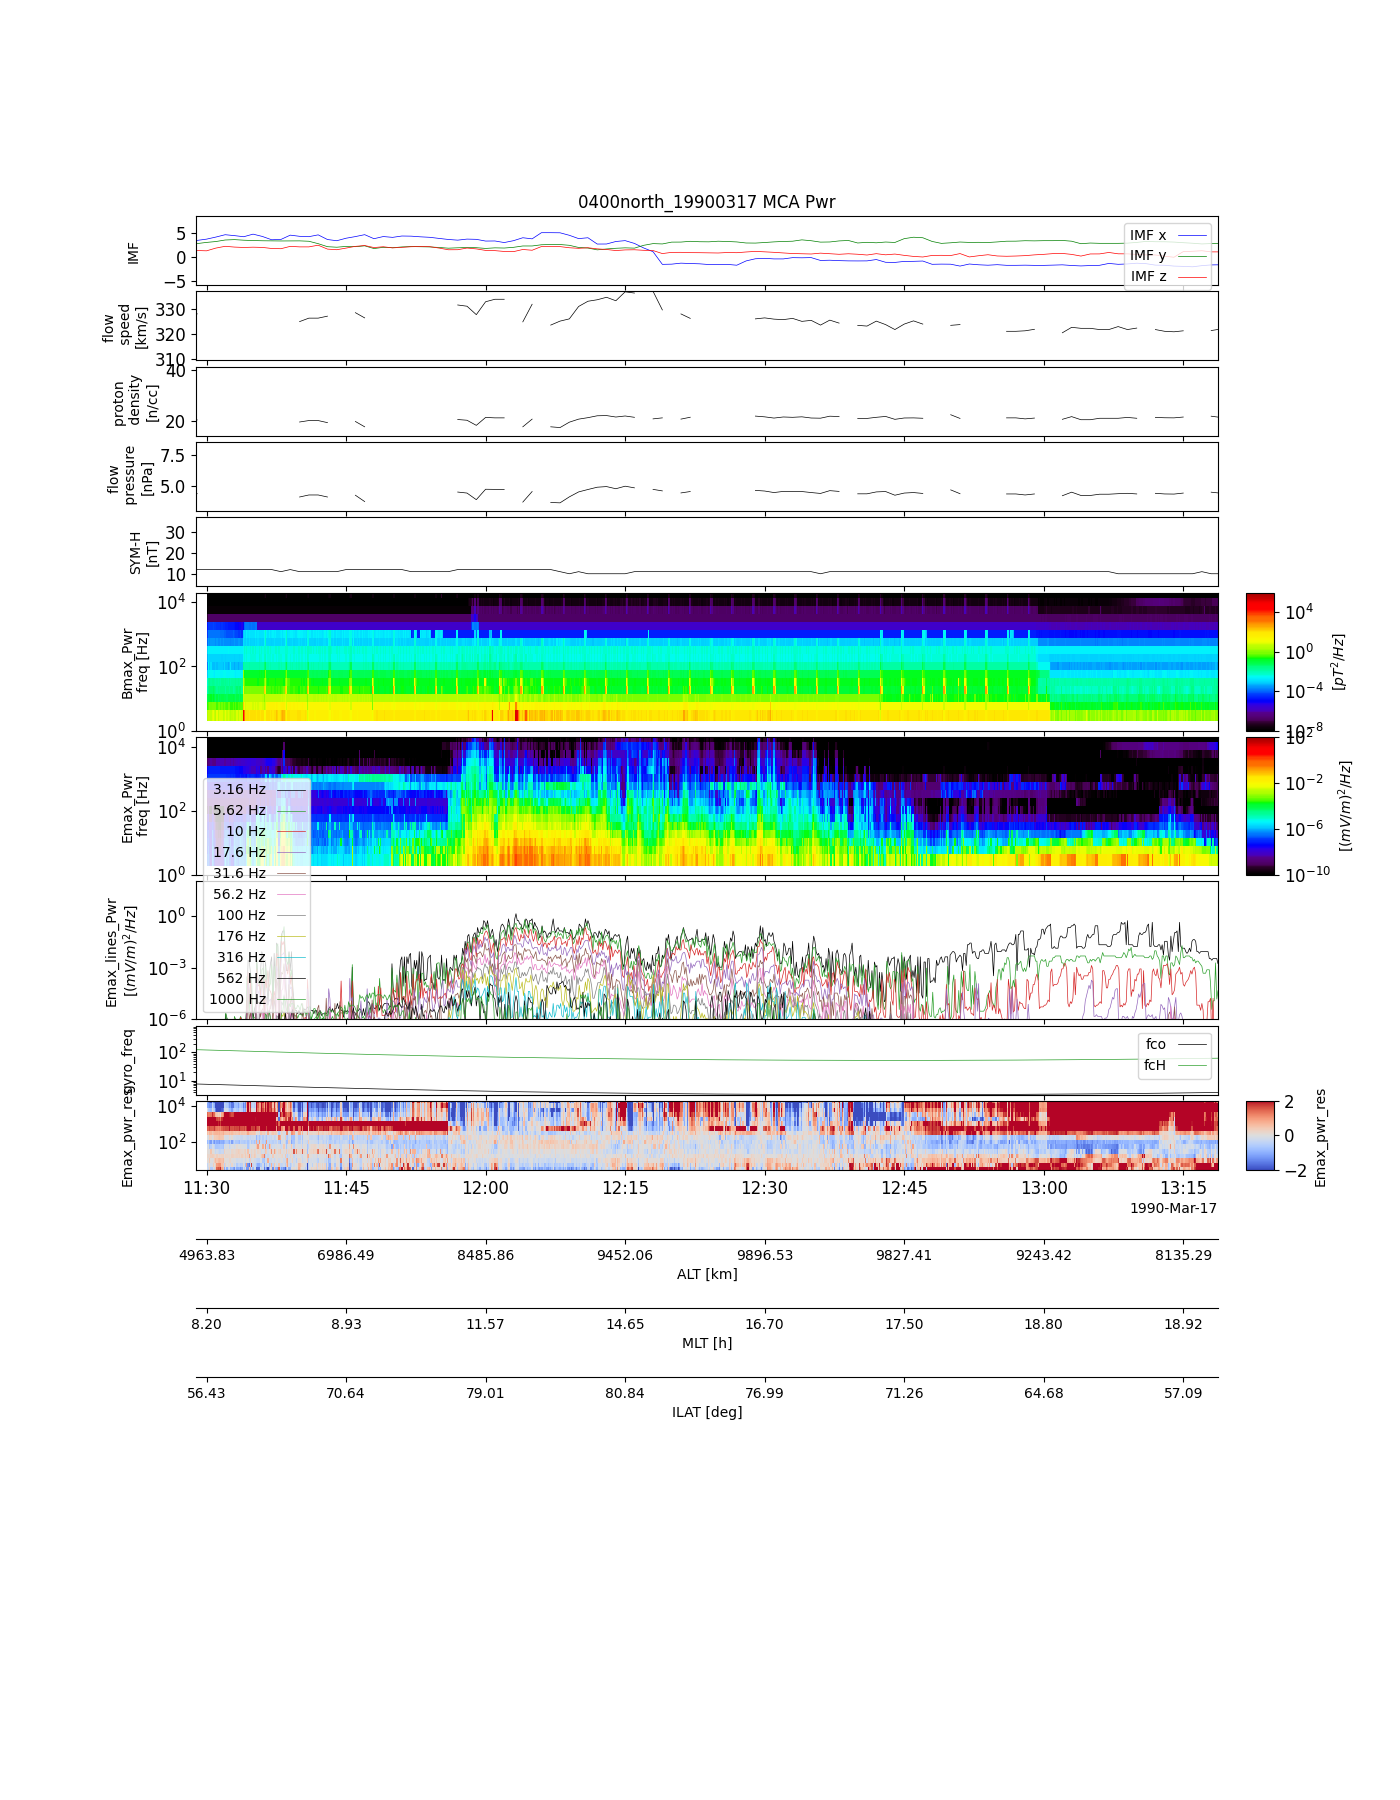 0400north_19900317 MCA Pwr
5
0
−5
IMF
IMF x
IMF y
IMF z
330
320
310
flow
speed
[km/s]
40
20
proton
density
[n/cc]
7.5
5.0
flow
pressure
[nPa]
30
20
10
SYM-H
[nT]
10^4
10^2
10^0
Bmax_Pwr
freq [Hz]
10^4
10^0
10^−4
10^−8
[pT^2/Hz]
10^4
10^2
10^0
Emax_Pwr
freq [Hz]
10^2
10^−2
10^−6
10^−10
[(mV/m)^2/Hz]
3.16 Hz
5.62 Hz
10 Hz
17.6 Hz
31.6 Hz
56.2 Hz
100 Hz
176 Hz
316 Hz
562 Hz
1000 Hz
10^0
10^−3
10^−6
Emax_lines_Pwr
[(mV/m)^2/Hz]
10^2
10^1
gyro_freq
fco
fcH
10^4
10^2
Emax_pwr_res
2
0
−2
Emax_pwr_res
11:30 11:45 12:00 12:15 12:30 12:45 13:00 13:15
1990-Mar-17
4963.83 6986.49 8485.86 9452.06 9896.53 9827.41 9243.42 8135.29
ALT [km]
8.20 8.93 11.57 14.65 16.70 17.50 18.80 18.92
MLT [h]
56.43 70.64 79.01 80.84 76.99 71.26 64.68 57.09
ILAT [deg]